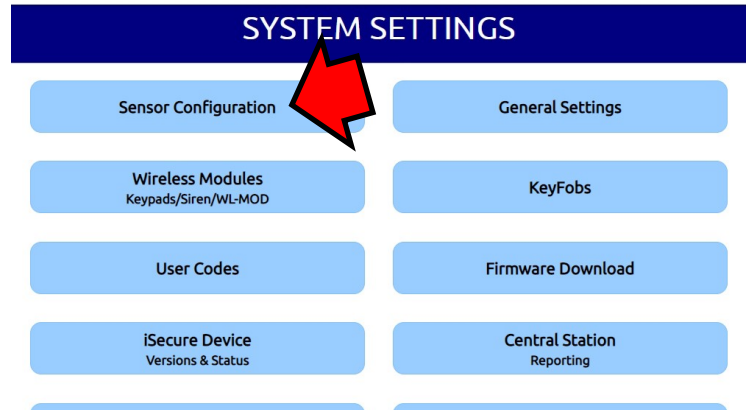 SYSTEM SETTINGS
Sensor Configuration
General Settings
Wireless Modules
Keypads/Siren/WL-MOD
KeyFobs
User Codes
Firmware Download
iSecure Device
Versions & Status
Central Station
Reporting